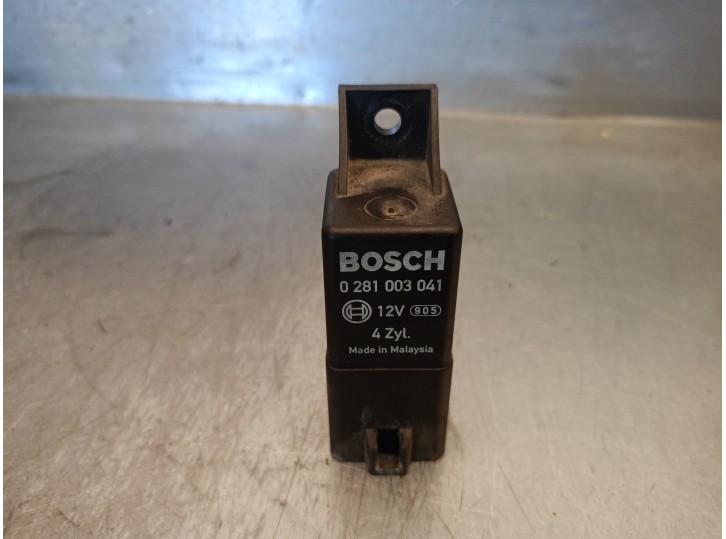 BOSCH
0 281 003 041
12V 905
4 Zyl.
Made in Malaysia